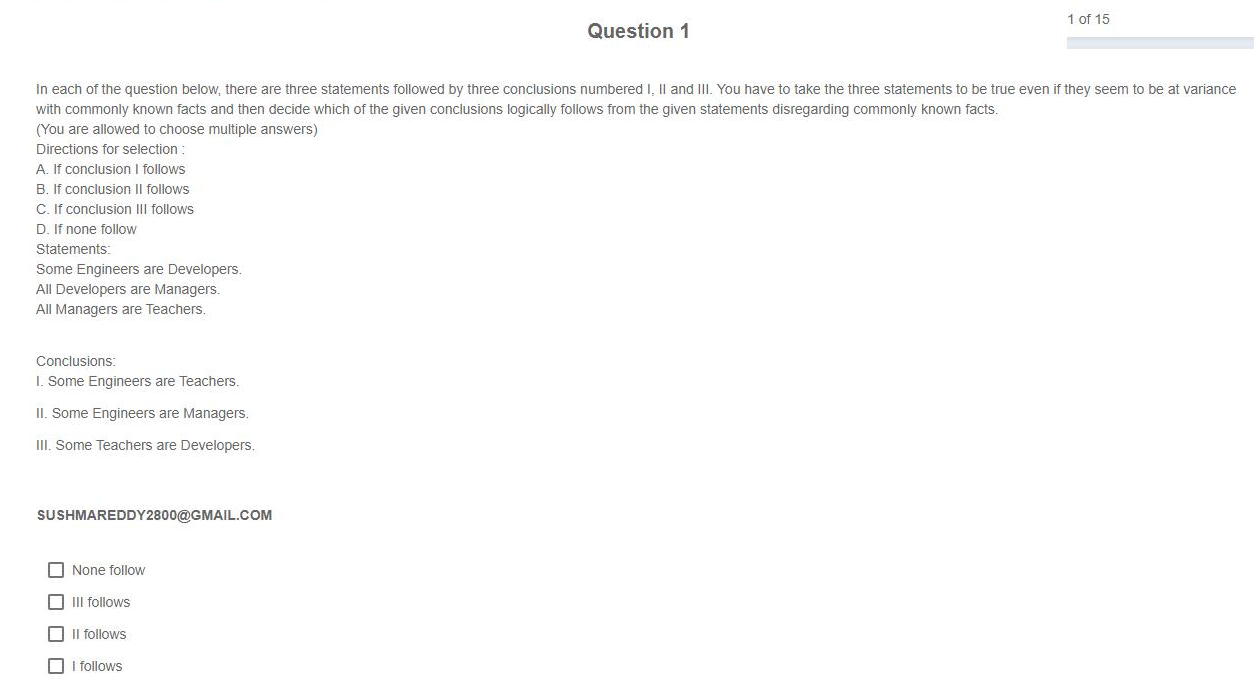 Question 1
1 of 15
In each of the question below, there are three statements followed by three conclusions numbered I, II and III. You have to take the three statements to be true even if they seem to be at variance
with commonly known facts and then decide which of the given conclusions logically follows from the given statements disregarding commonly known facts.
(You are allowed to choose multiple answers)
Directions for selection :
A. If conclusion I follows
B. If conclusion II follows
C. If conclusion III follows
D. If none follow
Statements:
Some Engineers are Developers.
All Developers are Managers.
All Managers are Teachers.
Conclusions:
I. Some Engineers are Teachers.
II. Some Engineers are Managers.
III. Some Teachers are Developers.
SUSHMAREDDY2800@GMAIL.COM
None follow
III follows
II follows
I follows